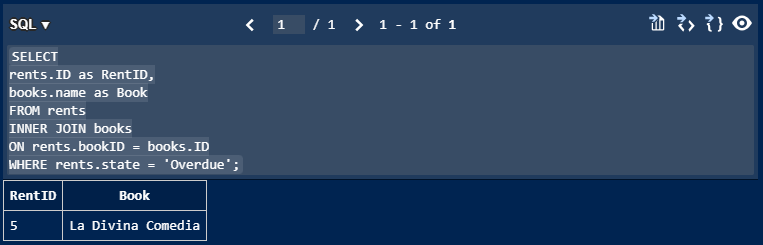 SQL ▾ 1 / 1 1 - 1 of 1
SELECT
rents.ID as RentID,
books.name as Book
FROM rents
INNER JOIN books
ON rents.bookID = books.ID
WHERE rents.state = 'Overdue';
RentID Book
5 La Divina Comedia